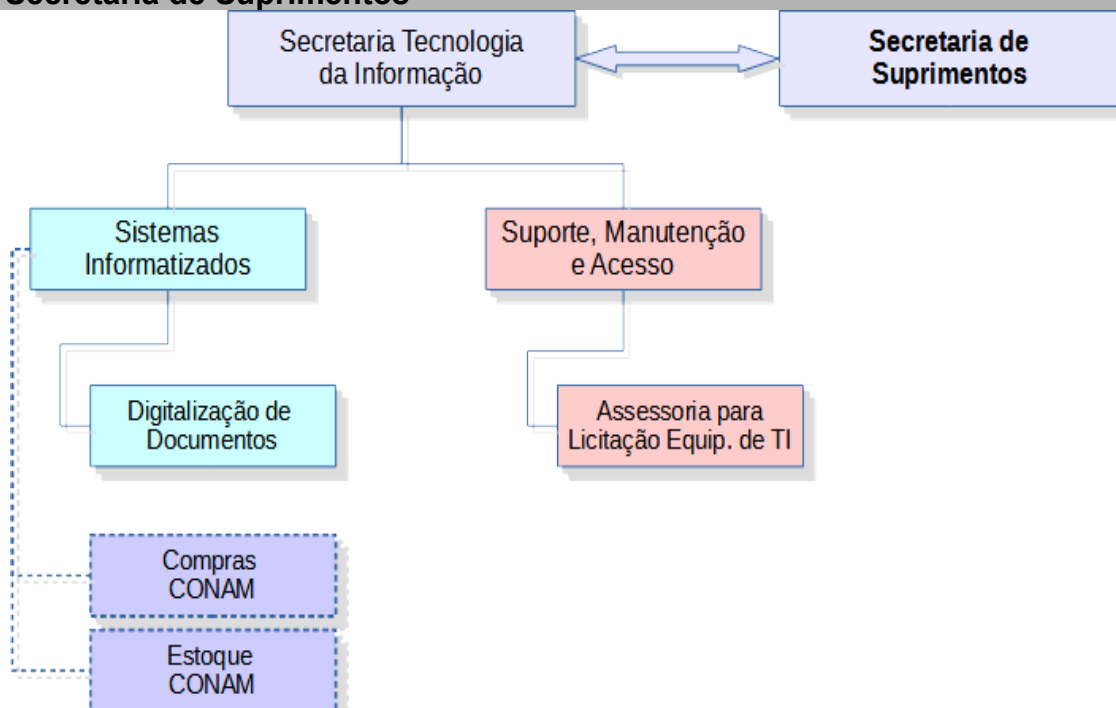 Secretaria de Suprimentos
Secretaria Tecnologia
da Informação
Secretaria de
Suprimentos
Sistemas
Informatizados
Suporte, Manutenção
e Acesso
Digitalização de
Documentos
Assessoria para
Licitação Equip. de TI
Compras
CONAM
Estoque
CONAM